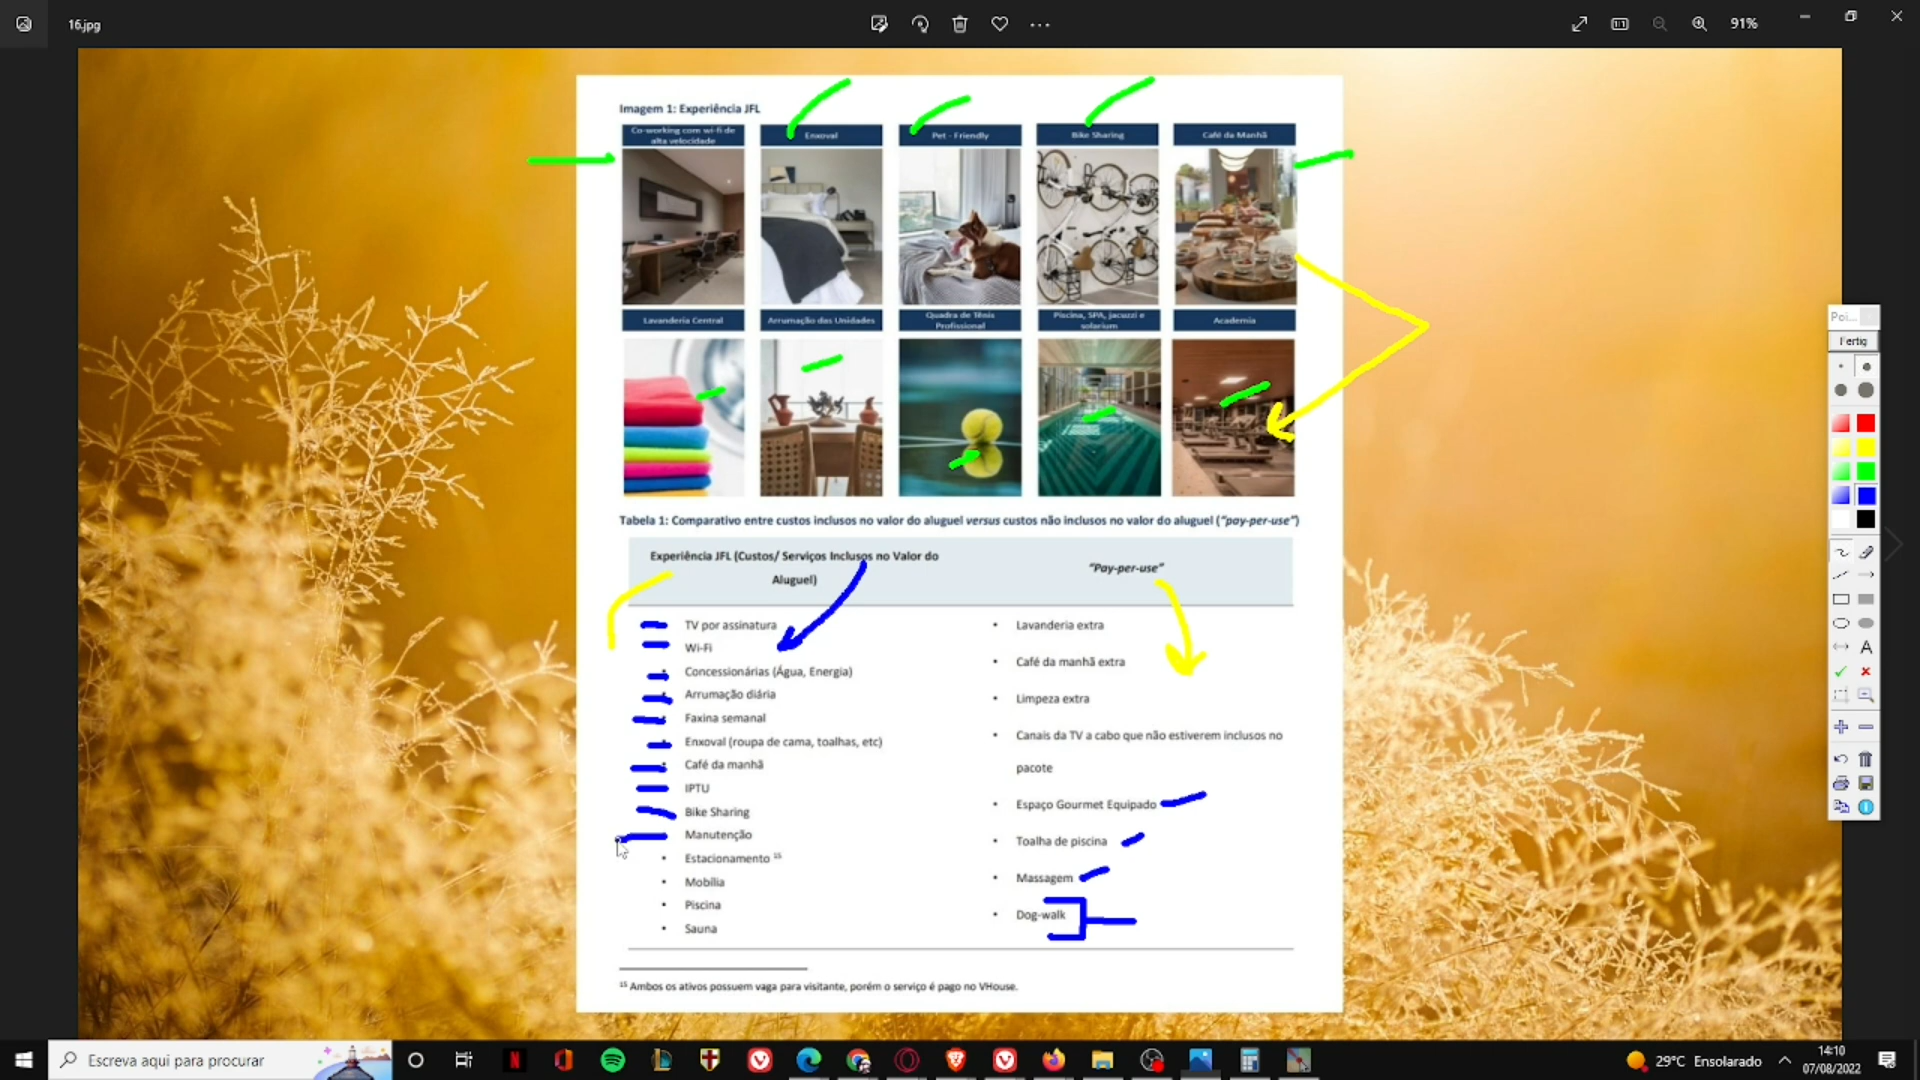 16.jpg
91%
Imagem 1: Experiência JFL
Co-working com wi-fi de
alta velocidade
Enxoval
Pet - Friendly
Bike Sharing
Café da Manhã
Lavanderia Central
Arrumação das Unidades
Quadra de Tênis
Profissional
Piscina, SPA, jacuzzi e
solarium
Academia
Tabela 1: Comparativo entre custos inclusos no valor do aluguel versus custos não inclusos no valor do aluguel (“pay-per-use”)
Experiência JFL (Custos/ Serviços Inclusos no Valor do
Aluguel)
“Pay-per-use”
TV por assinatura
Wi-Fi
Concessionárias (Água, Energia)
Arrumação diária
Faxina semanal
Enxoval (roupa de cama, toalhas, etc)
Café da manhã
IPTU
Bike Sharing
Manutenção
• Estacionamento 15
• Mobília
• Piscina
• Sauna
• Lavanderia extra
• Café da manhã extra
• Limpeza extra
• Canais da TV a cabo que não estiverem inclusos no
pacote
• Espaço Gourmet Equipado
• Toalha de piscina
• Massagem
• Dog-walk
15 Ambos os ativos possuem vaga para visitante, porém o serviço é pago no VHouse.
Poi...
Fertig
A
Escreva aqui para procurar
29°C Ensolarado
14:10
07/08/2022